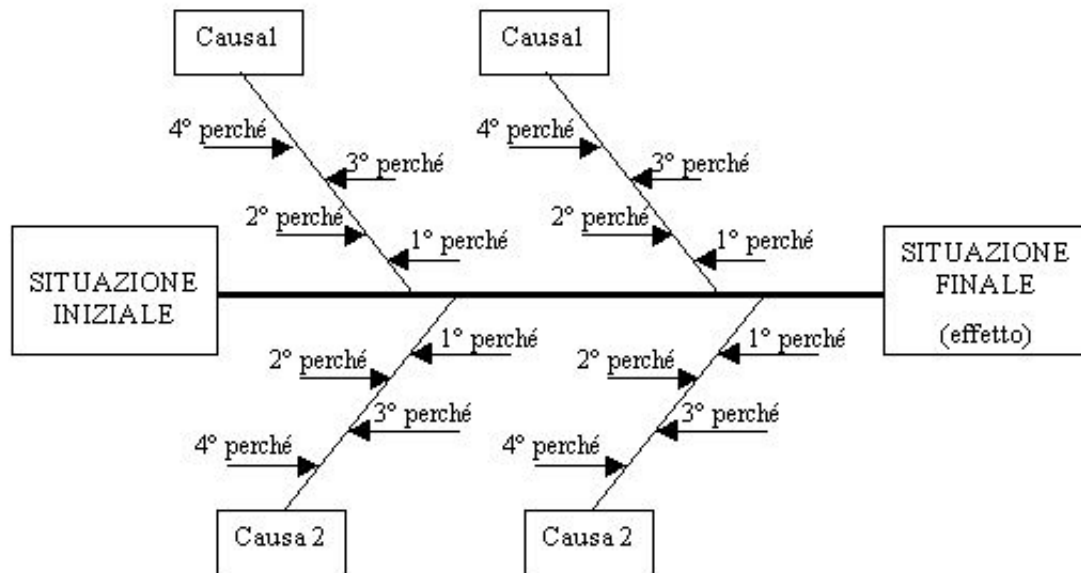 Causa1
Causa1
4° perché
4° perché
3° perché
3° perché
2° perché
2° perché
1° perché
1° perché
SITUAZIONE
INIZIALE
SITUAZIONE
FINALE
(effetto)
1° perché
1° perché
2° perché
2° perché
3° perché
3° perché
4° perché
4° perché
Causa 2
Causa 2